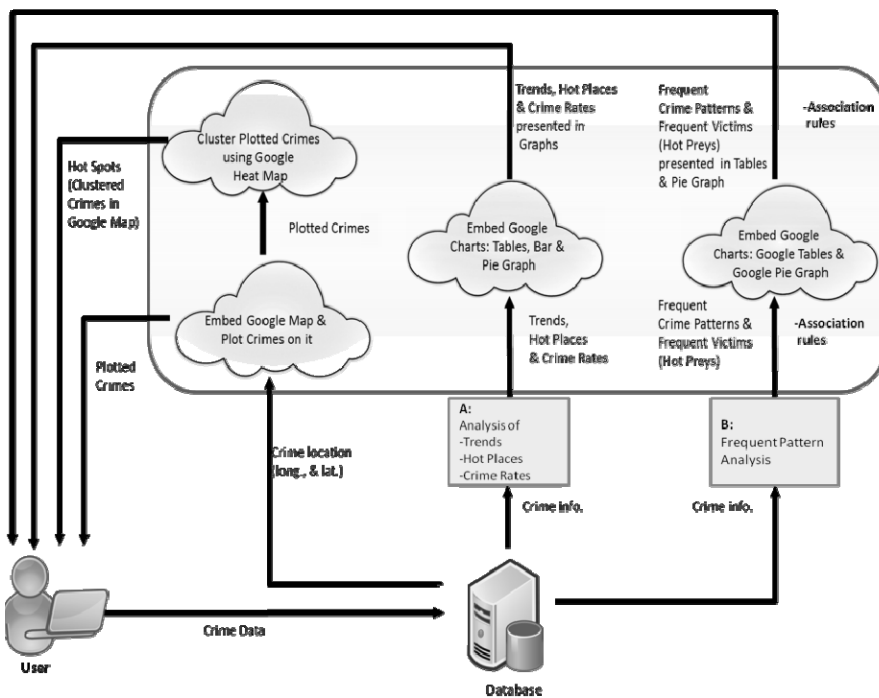 Trends, Hot Places
& Crime Rates
presented in
Graphs
Frequent
Crime Patterns &
Frequent Victims
(Hot Preys)
presented in Tables
& Pie Graph
-Association
rules
Cluster Plotted Crimes
using Google
Heat Map
Hot Spots
(Clustered
Crimes in
Google Map)
Plotted Crimes
Embed Google
Charts: Tables, Bar &
Pie Graph
Embed Google
Charts: Google Tables &
Google Pie Graph
Embed Google Map &
Plot Crimes on it
Trends,
Hot Places
& Crime Rates
Frequent
Crime Patterns &
Frequent Victims
(Hot Preys)
-Association
rules
Plotted
Crimes
Crime location
(long., & lat.)
A:
Analysis of
-Trends
-Hot Places
-Crime Rates
B:
Frequent Pattern
Analysis
Crime info.
Crime info.
Crime Data
User
Database